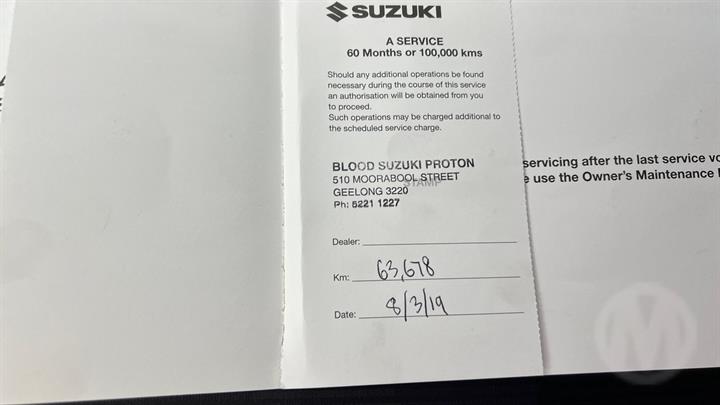 SUZUKI
A SERVICE
60 Months or 100,000 kms
Should any additional operations be found
necessary during the course of this service
an authorisation will be obtained from you
to proceed.
Such operations may be charged additional to
the scheduled service charge.
BLOOD SUZUKI PROTON
510 MOORABOOL STREET
STAMP
GEELONG 3220
Ph: 5221 1227
Dealer:
Km: 63,678
Date: 8/3/19
servicing after the last service
use the Owner's Maintenance
M